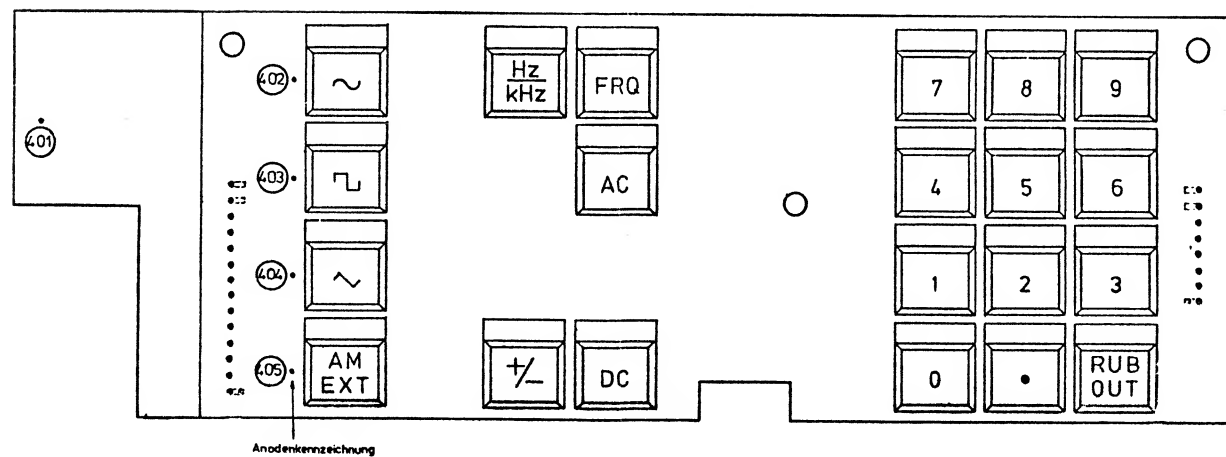 402
Hz
kHz
FRQ
7 8 9
401
403
AC
4 5 6
404
1 2 3
405
AM
EXT
+/-
DC
0 .
RUB
OUT
Anodenkennzeichnung